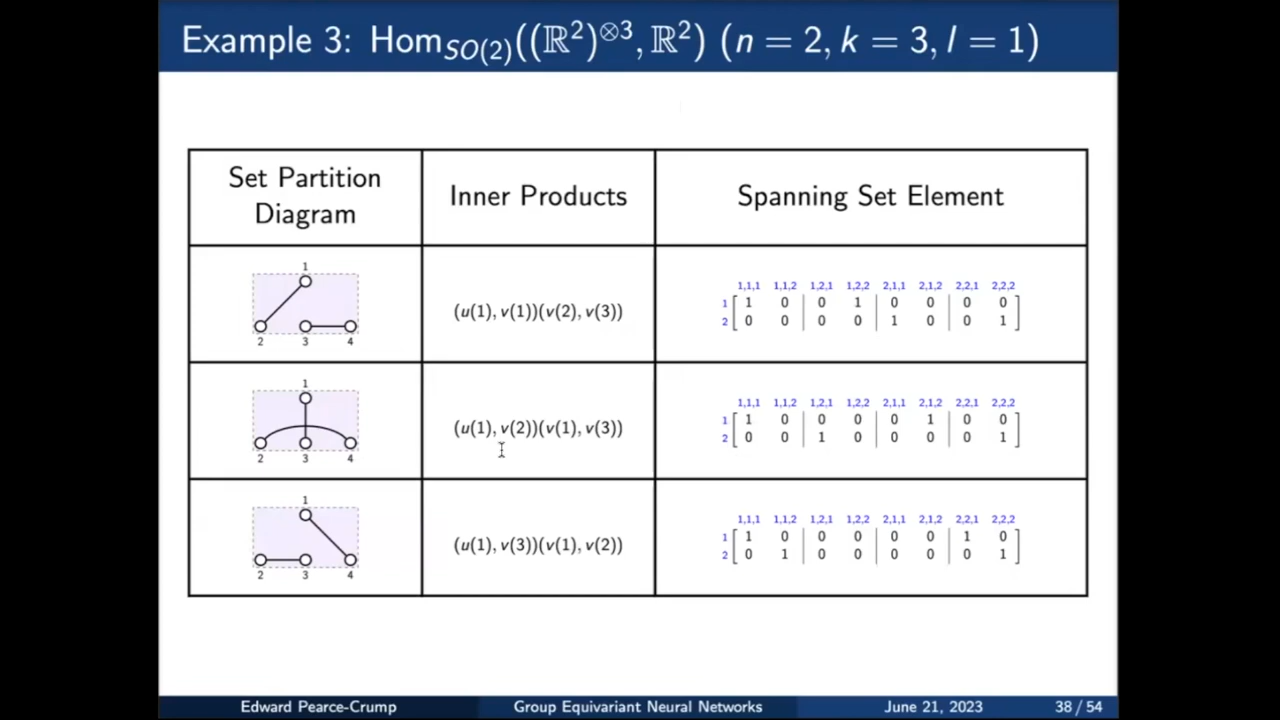 Example 3: Hom_{SO(2)}((ℝ²)^{⊗3}, ℝ²) (n = 2, k = 3, l = 1)
Set Partition Diagram
Inner Products
Spanning Set Element
1
2 3 4
(u(1), v(1))(v(2), v(3))
1,1,1 1,1,2 1,2,1 1,2,2 2,1,1 2,1,2 2,2,1 2,2,2
1 [ 1 0 | 0 1 | 0 0 | 0 0 ]
2 [ 0 0 | 0 0 | 1 0 | 0 1 ]
1
2 3 4
(u(1), v(2))(v(1), v(3))
1,1,1 1,1,2 1,2,1 1,2,2 2,1,1 2,1,2 2,2,1 2,2,2
1 [ 1 0 | 0 0 | 0 1 | 0 0 ]
2 [ 0 0 | 1 0 | 0 0 | 0 1 ]
1
2 3 4
(u(1), v(3))(v(1), v(2))
1,1,1 1,1,2 1,2,1 1,2,2 2,1,1 2,1,2 2,2,1 2,2,2
1 [ 1 0 | 0 0 | 0 0 | 1 0 ]
2 [ 0 1 | 0 0 | 0 0 | 0 1 ]
Edward Pearce-Crump Group Equivariant Neural Networks June 21, 2023 38 / 54